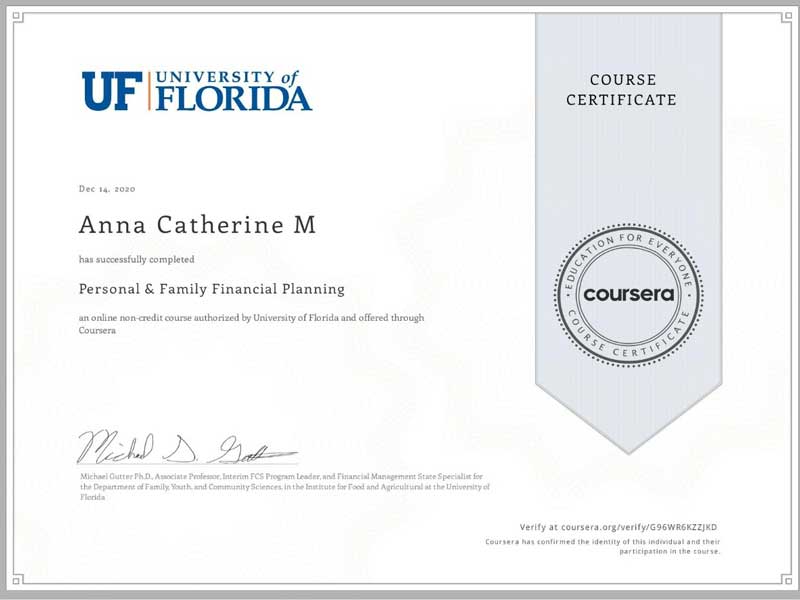 UF UNIVERSITY of
FLORIDA
COURSE
CERTIFICATE
Dec 14, 2020
Anna Catherine M
has successfully completed
Personal & Family Financial Planning
an online non-credit course authorized by University of Florida and offered through
Coursera
EDUCATION FOR EVERYONE
coursera
COURSE CERTIFICATE
Michael S. Gutter
Michael Gutter Ph.D., Associate Professor, Interim FCS Program Leader, and Financial Management State Specialist for
the Department of Family, Youth, and Community Sciences, in the Institute for Food and Agricultural at the University of
Florida
Verify at coursera.org/verify/G96WR6KZZJKD
Coursera has confirmed the identity of this individual and their
participation in the course.